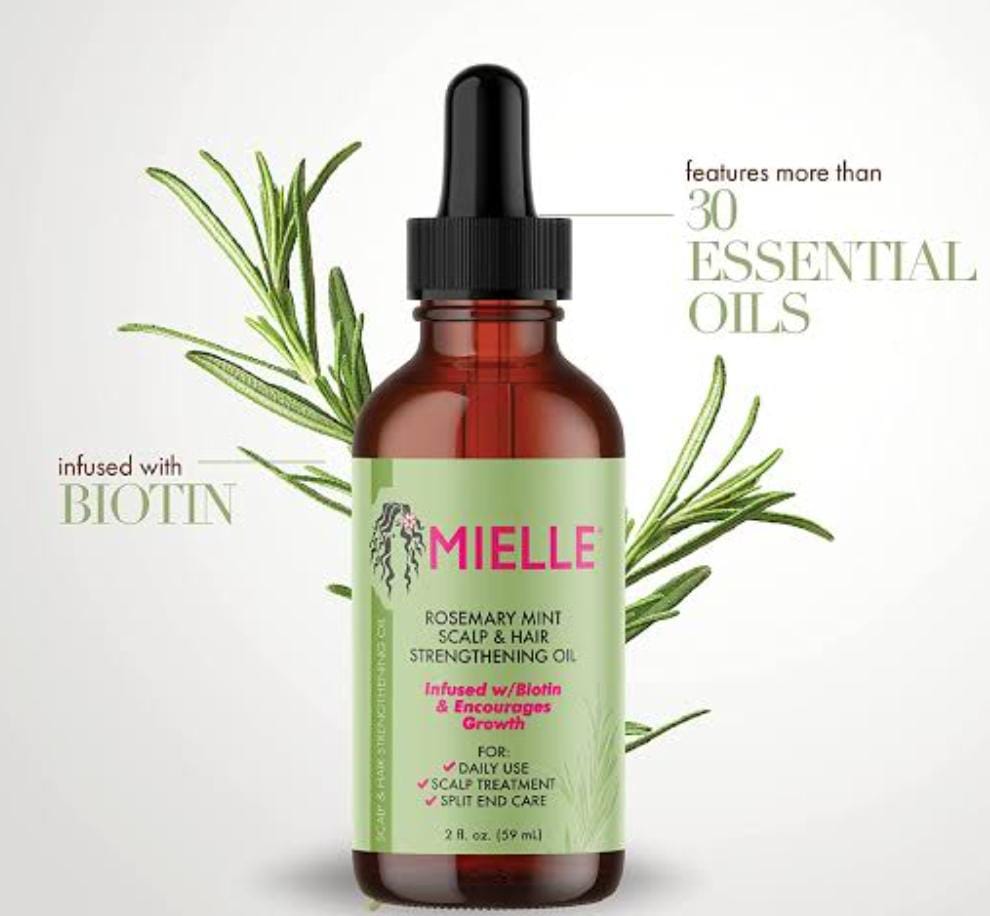 features more than
30
ESSENTIAL
OILS
infused with
BIOTIN
MIELLE
ROSEMARY MINT
SCALP & HAIR
STRENGTHENING OIL
Infused w/Biotin
& Encourages
Growth
FOR:
DAILY USE
SCALP TREATMENT
SPLIT END CARE
2 fl. oz. (59 mL)
SCALP & HAIR STRENGTHENING OIL